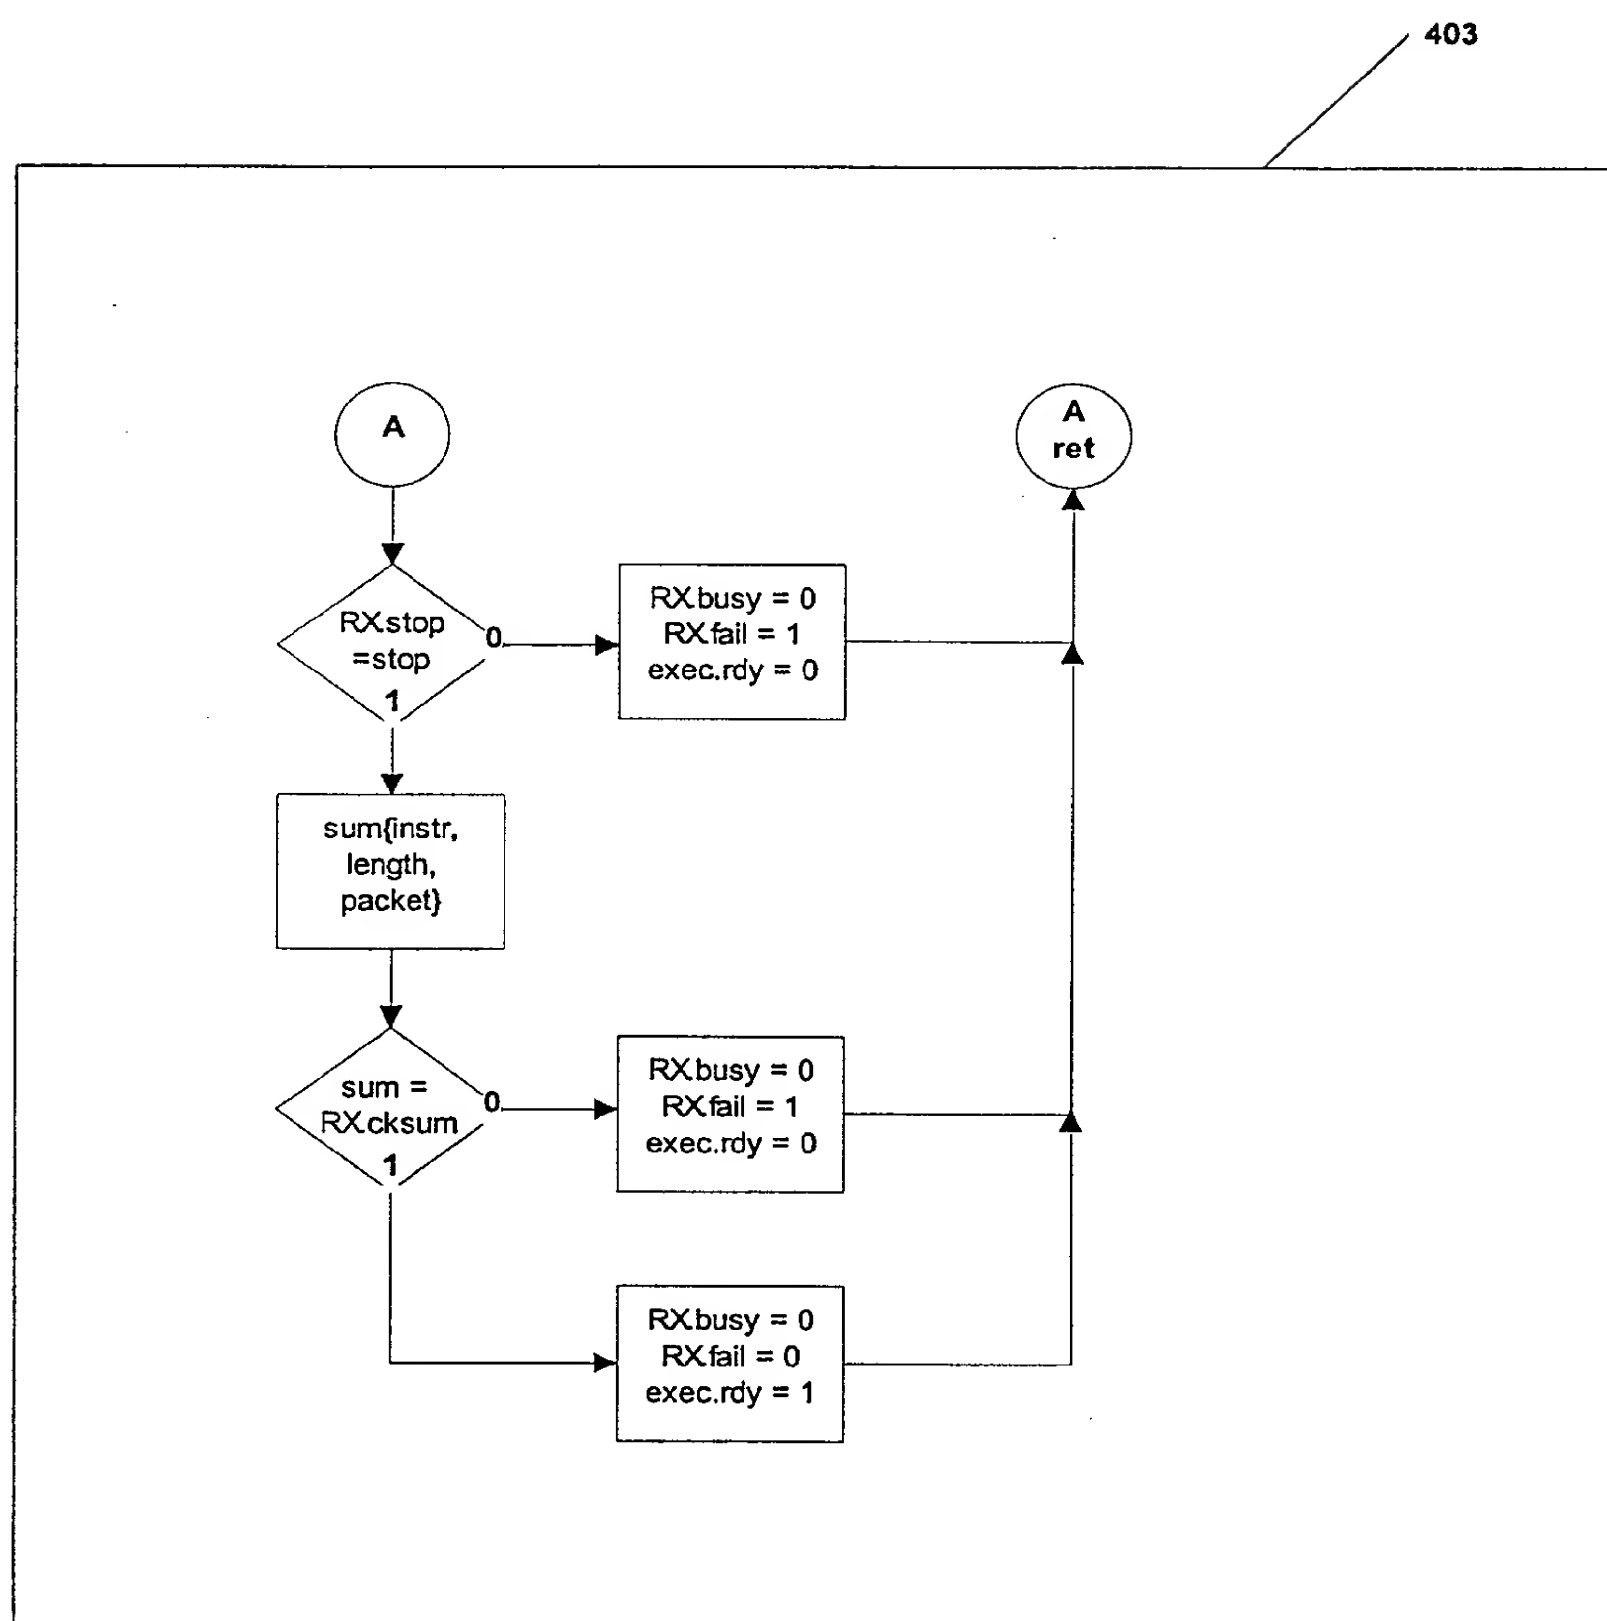 403
A
A
ret
RX.stop
=stop
0
1
RX.busy = 0
RX.fail = 1
exec.rdy = 0
sum{instr,
length,
packet}
sum =
RX.cksum
0
1
RX.busy = 0
RX.fail = 1
exec.rdy = 0
RX.busy = 0
RX.fail = 0
exec.rdy = 1